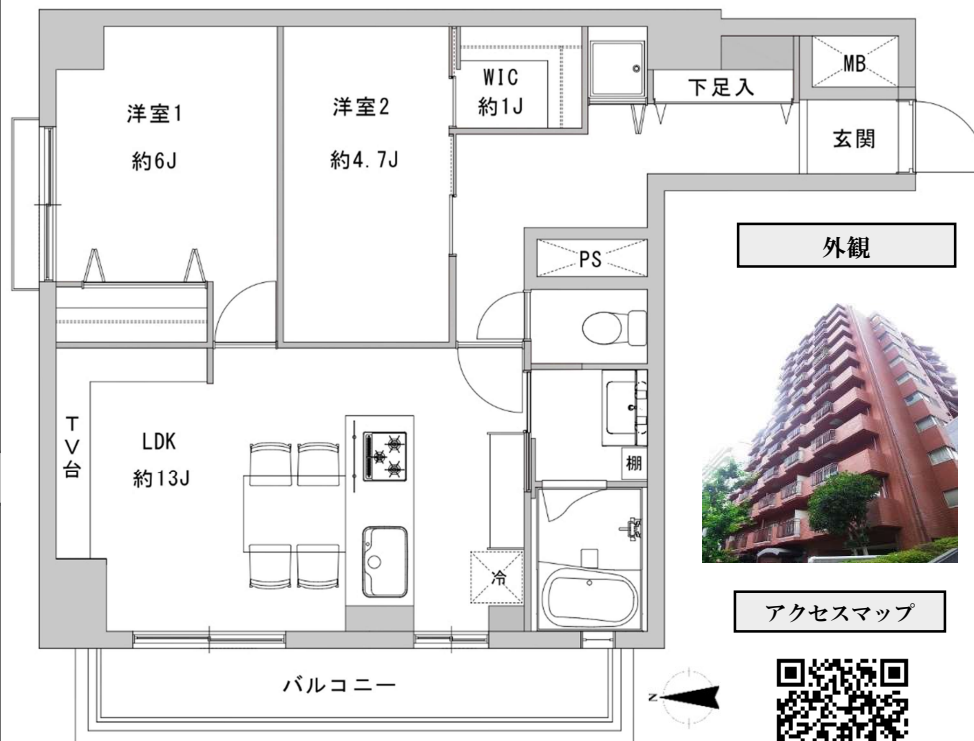 洋室1
約6J
洋室2
約4.7J
WIC
約1J
下足入
MB
玄関
外観
PS
TV台
LDK
約13J
棚
冷
アクセスマップ
バルコニー
N